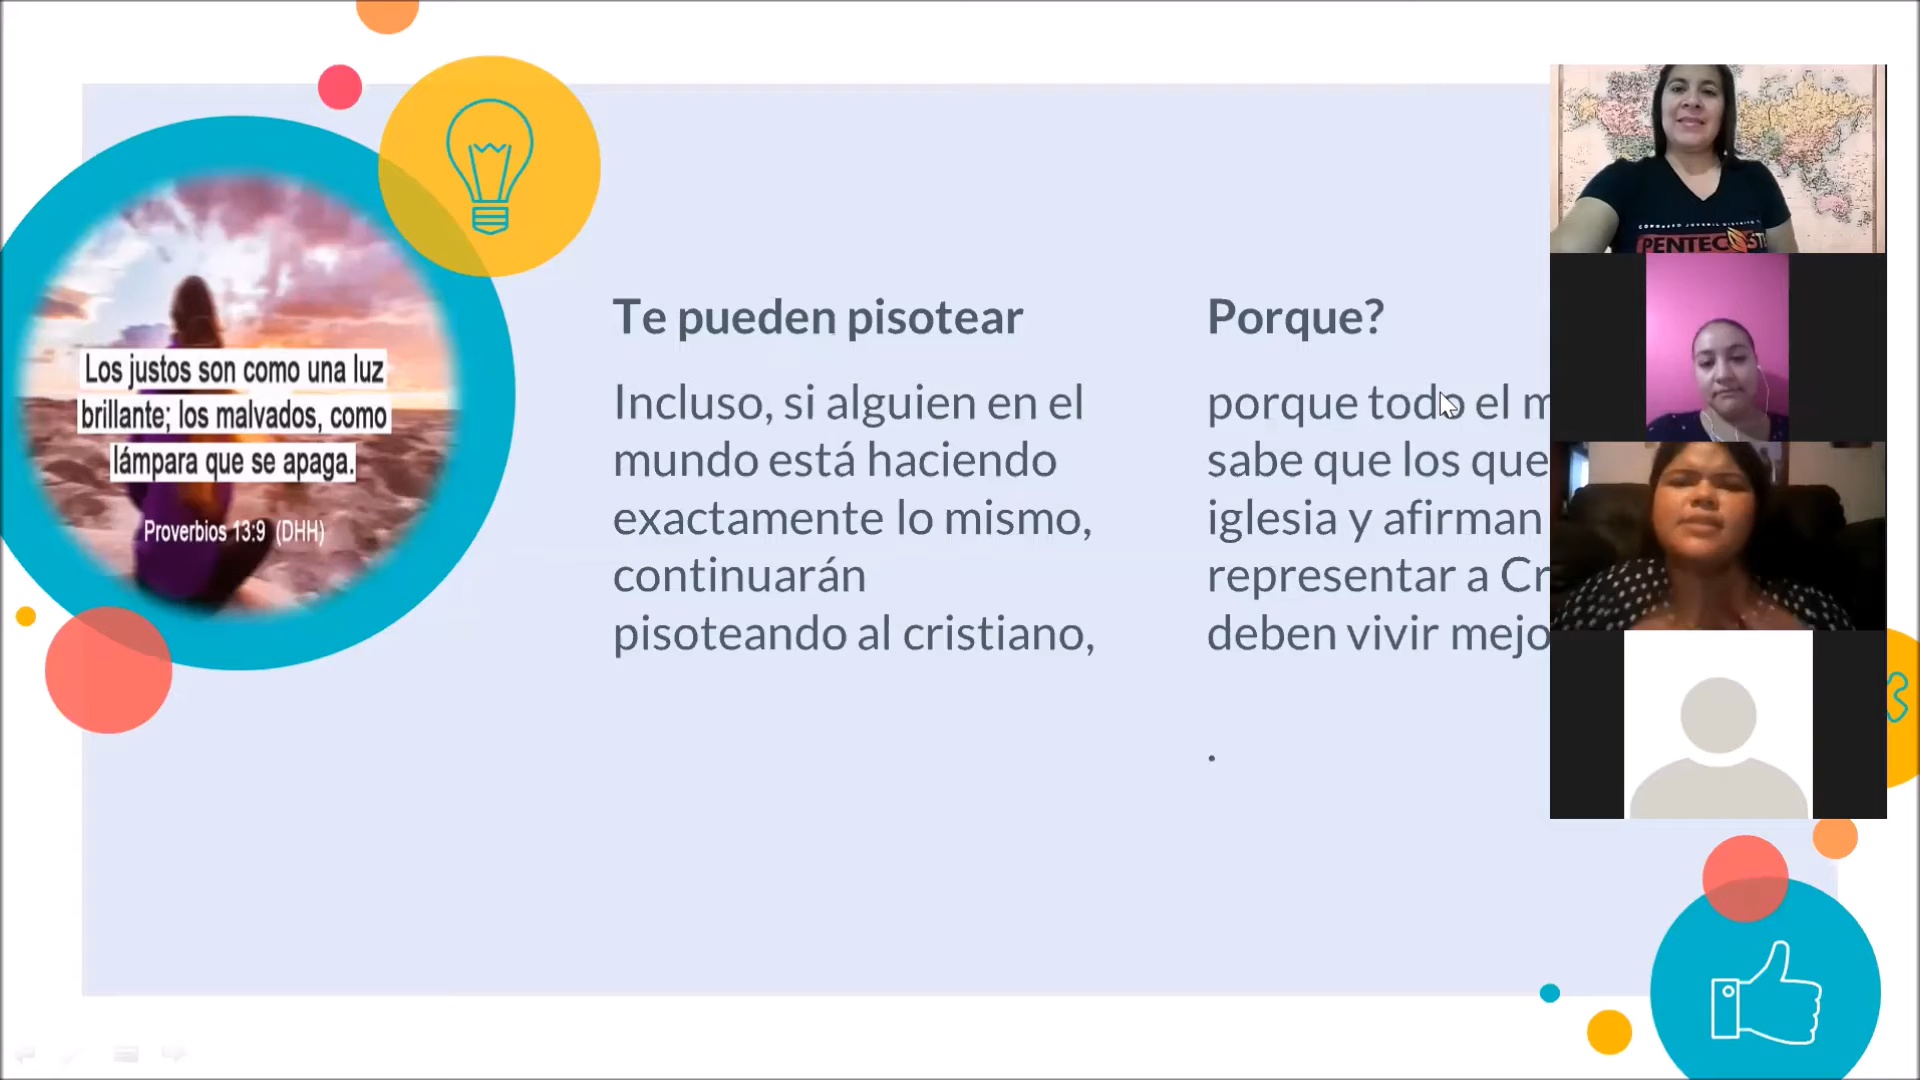 Los justos son como una luz
brillante; los malvados, como
lámpara que se apaga.
Proverbios 13:9 (DHH)
Te pueden pisotear
Incluso, si alguien en el
mundo está haciendo
exactamente lo mismo,
continuarán
pisoteando al cristiano,
Porque?
porque todo el m
sabe que los que
iglesia y afirman
representar a Cr
deben vivir mejo
.